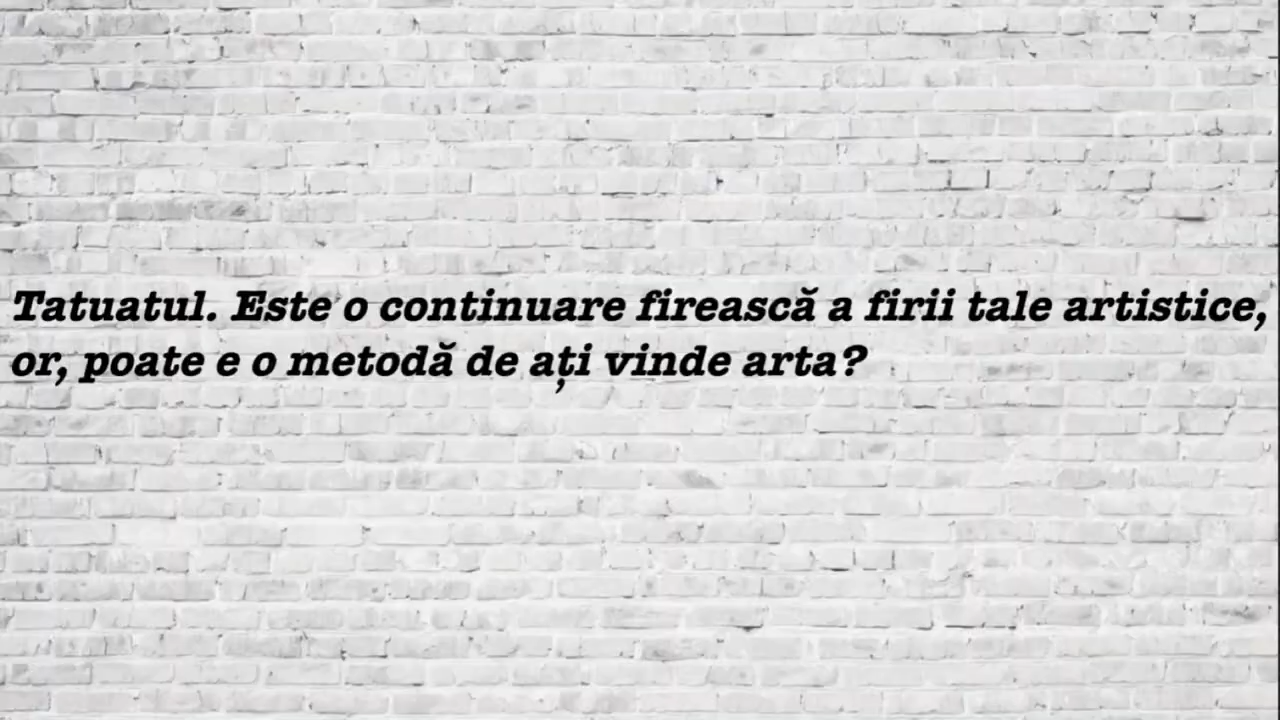 Tatuatul. Este o continuare firească a firii tale artistice,
or, poate e o metodă de ați vinde arta?